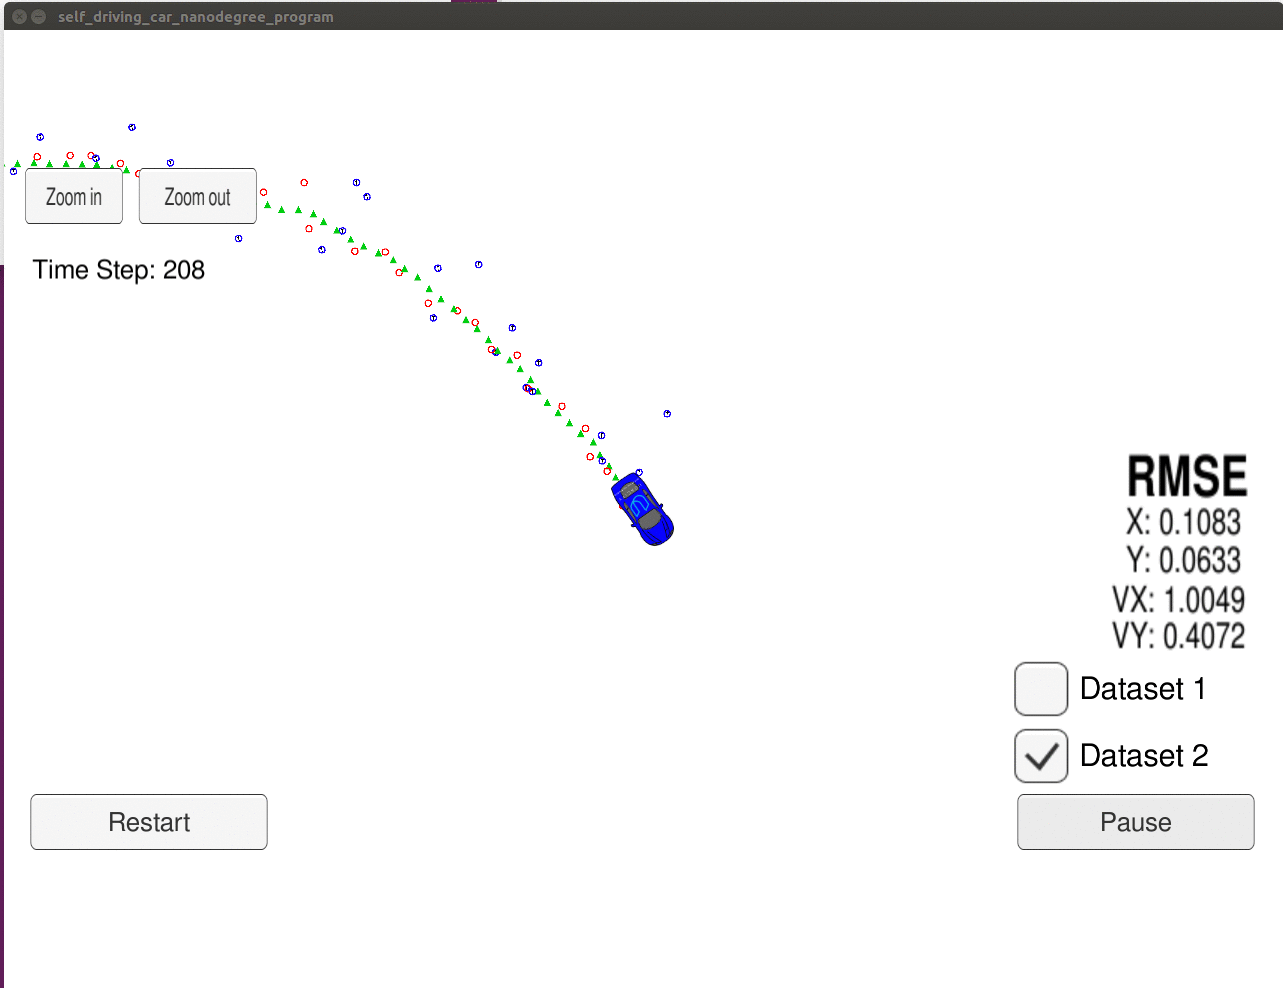 self_driving_car_nanodegree_program
Zoom in
Zoom out
Time Step: 208
RMSE
X: 0.1083
Y: 0.0633
VX: 1.0049
VY: 0.4072
Dataset 1
Dataset 2
Restart
Pause